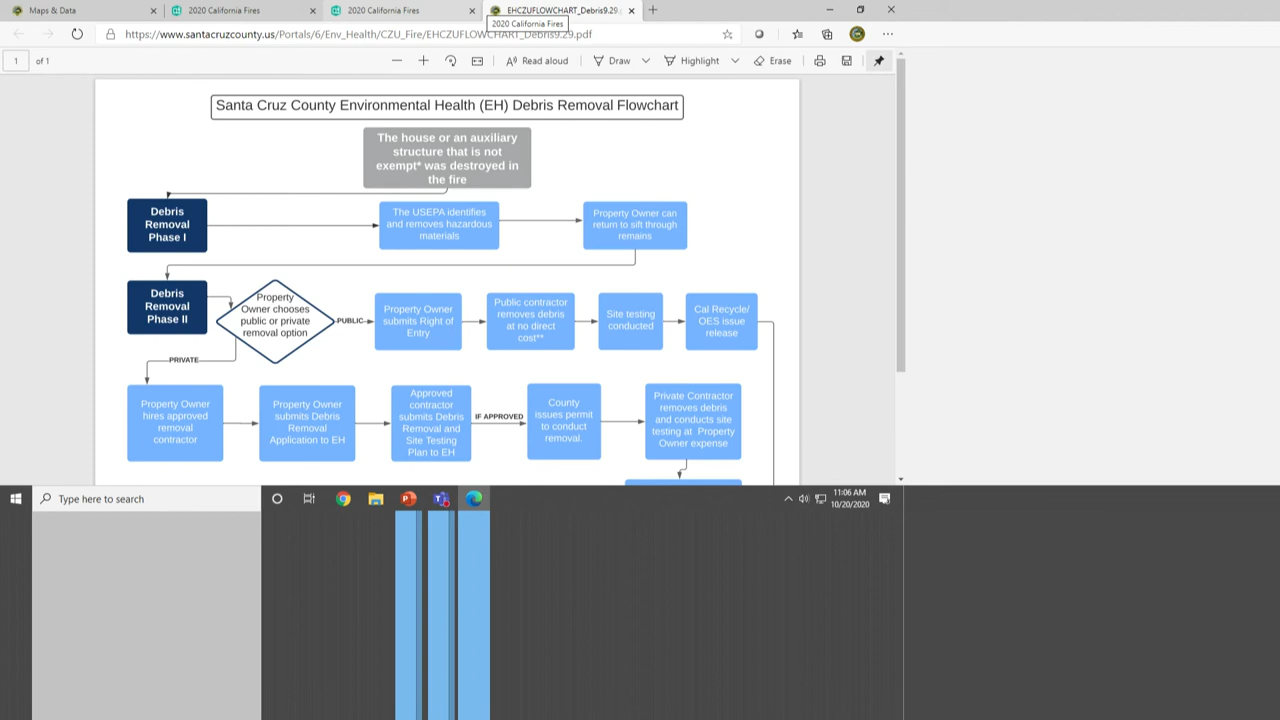 Maps & Data
2020 California Fires
2020 California Fires
EHCZUFLOWCHART_Debris9.29.p
2020 California Fires
https://www.santacruzcounty.us/Portals/6/Env_Health/CZU_Fire/EHCZUFLOWCHART_Debris9.29.pdf
1 of 1
Read aloud
Draw
Highlight
Erase
Santa Cruz County Environmental Health (EH) Debris Removal Flowchart
The house or an auxiliary
structure that is not
exempt* was destroyed in
the fire
Debris
Removal
Phase I
The USEPA identifies
and removes hazardous
materials
Property Owner can
return to sift through
remains
Debris
Removal
Phase II
Property
Owner chooses
public or private
removal option
PUBLIC
Property Owner
submits Right of
Entry
Public contractor
removes debris
at no direct
cost**
Site testing
conducted
Cal Recycle/
OES issue
release
PRIVATE
Property Owner
hires approved
removal
contractor
Property Owner
submits Debris
Removal
Application to EH
Approved
contractor
submits Debris
Removal and
Site Testing
Plan to EH
IF APPROVED
County
issues permit
to conduct
removal.
Private Contractor
removes debris
and conducts site
testing at Property
Owner expense
Type here to search
11:06 AM
10/20/2020